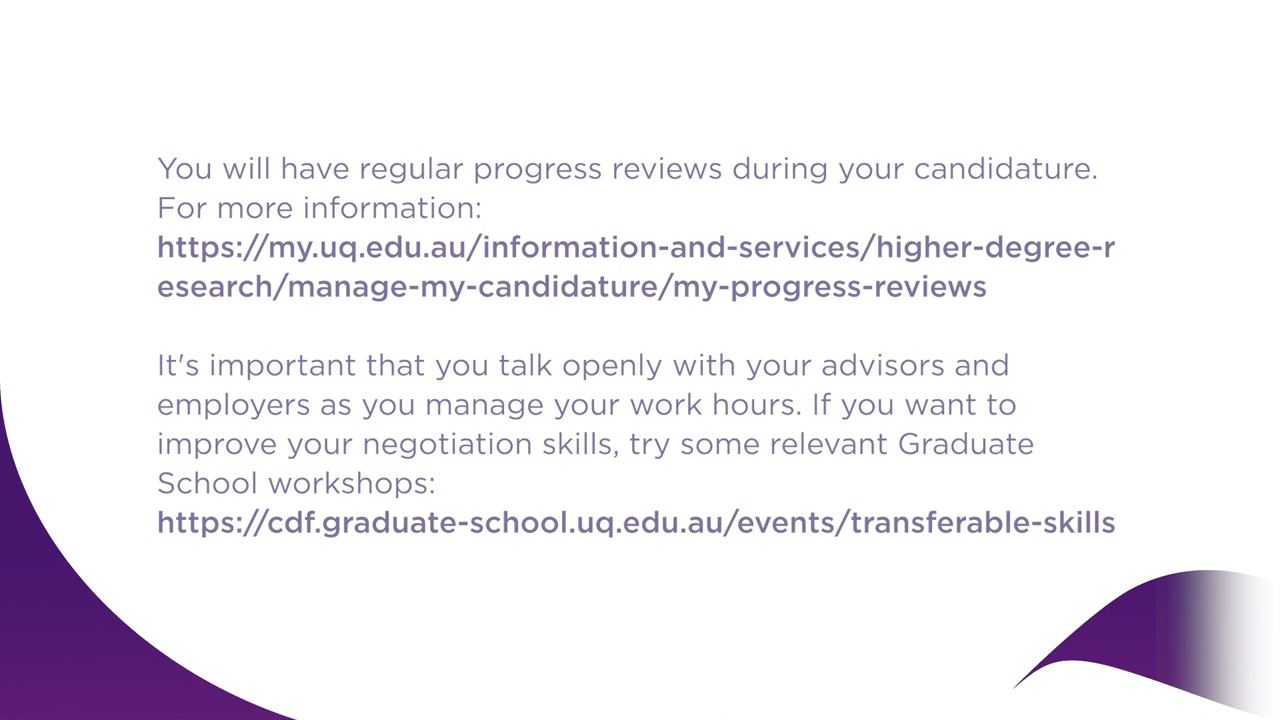 You will have regular progress reviews during your candidature.
For more information:
https://my.uq.edu.au/information-and-services/higher-degree-r
esearch/manage-my-candidature/my-progress-reviews
It's important that you talk openly with your advisors and
employers as you manage your work hours. If you want to
improve your negotiation skills, try some relevant Graduate
School workshops:
https://cdf.graduate-school.uq.edu.au/events/transferable-skills